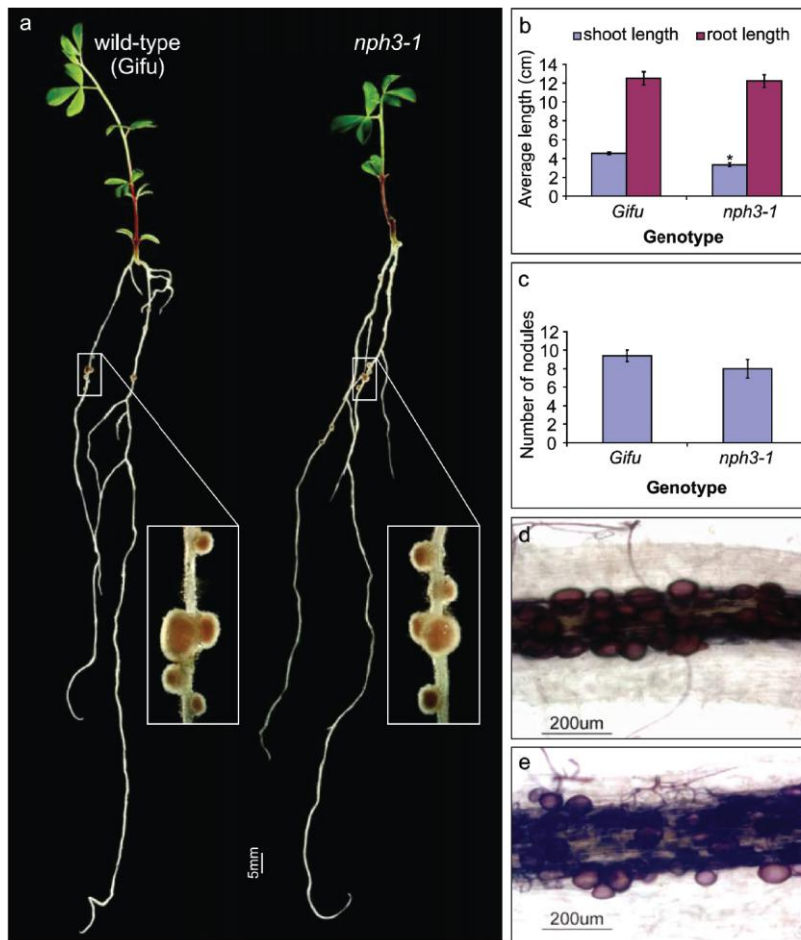 a
wild-type
(Gifu)
nph3-1
5mm
b
shoot length root length
Average length (cm)
14
12
10
8
6
4
2
0
*
Gifu nph3-1
Genotype
c
Number of nodules
12
10
8
6
4
2
0
Gifu nph3-1
Genotype
d
200um
e
200um